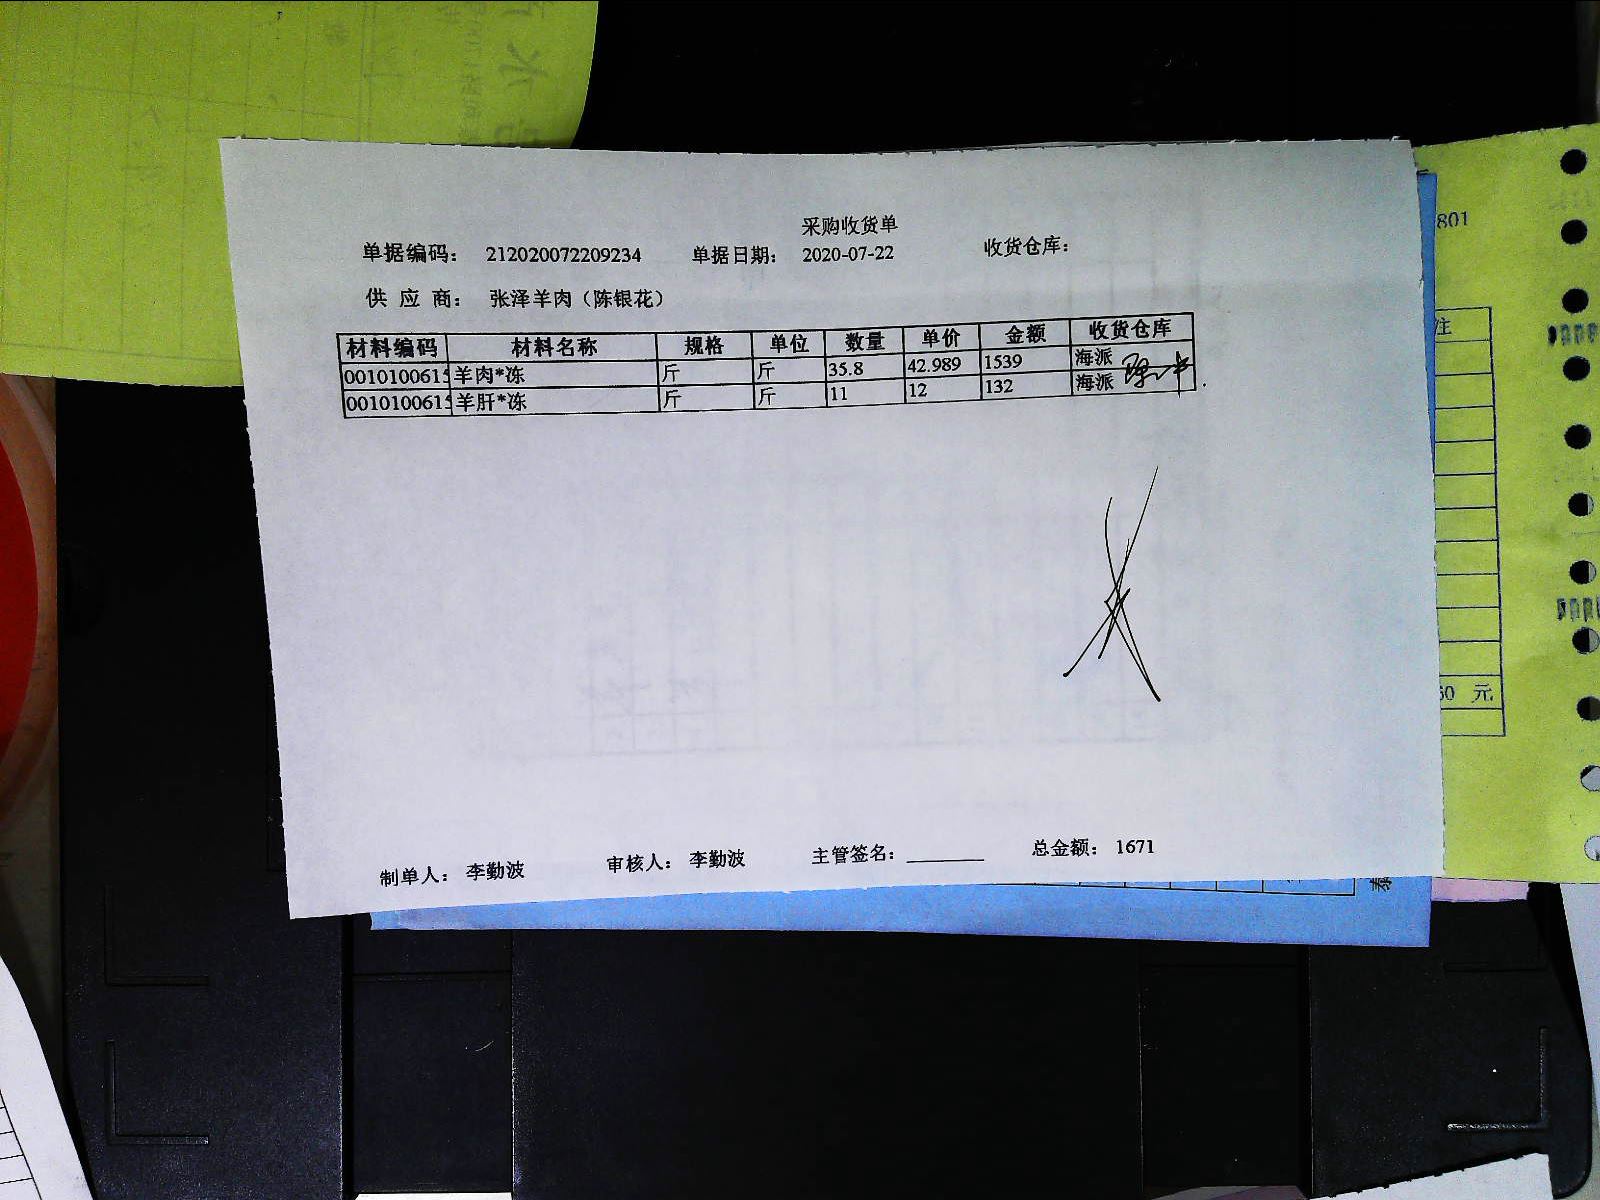 采购收货单
单据编码： 212020072209234 单据日期： 2020-07-22 收货仓库：
供 应 商： 张泽羊肉（陈银花）
材料编码 材料名称 规格 单位 数量 单价 金额 收货仓库
0010100615 羊肉*冻 斤 斤 35.8 42.989 1539 海派
0010100615 羊肝*冻 斤 斤 11 12 132 海派
制单人： 李勤波 审核人： 李勤波 主管签名： ________ 总金额： 1671
801
注
60 元